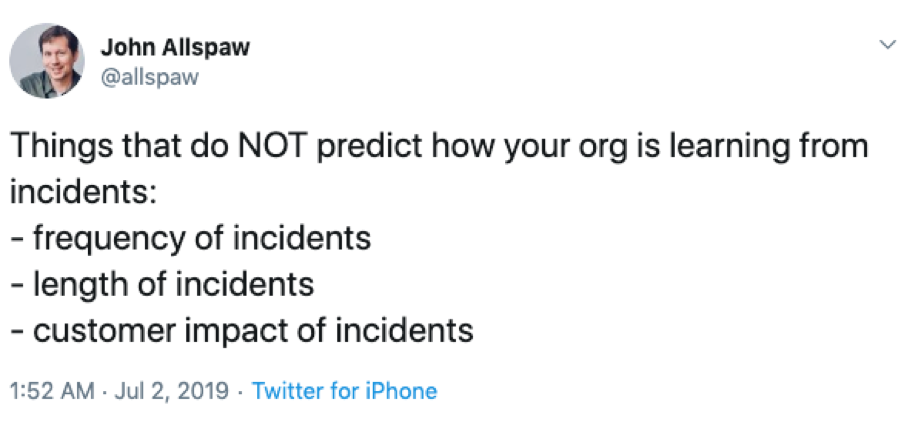 John Allspaw
@allspaw
Things that do NOT predict how your org is learning from
incidents:
- frequency of incidents
- length of incidents
- customer impact of incidents
1:52 AM · Jul 2, 2019 · Twitter for iPhone